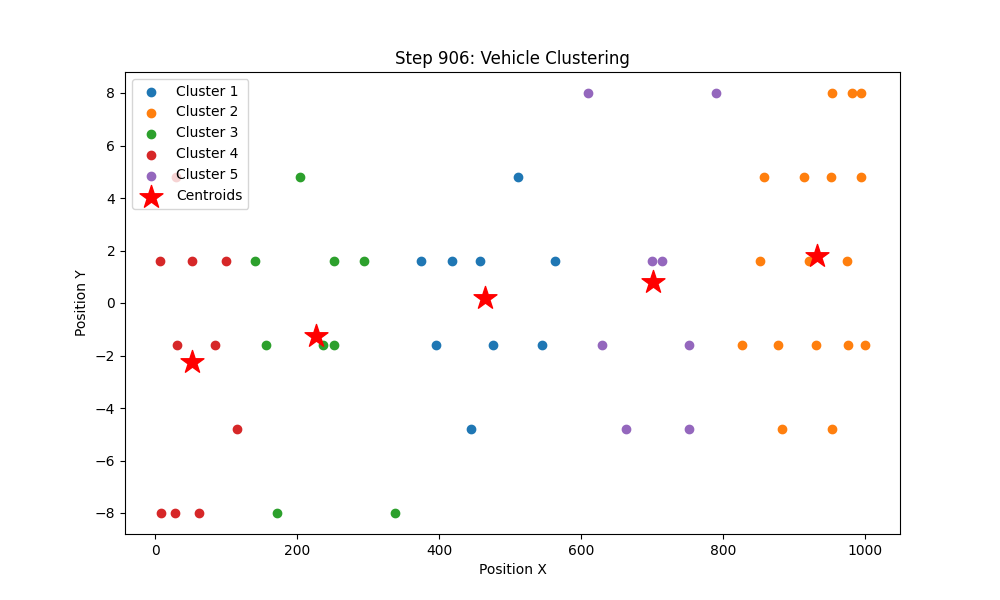 Step 906: Vehicle Clustering
Cluster 1
Cluster 2
Cluster 3
Cluster 4
Cluster 5
Centroids
8
6
4
2
0
−2
−4
−6
−8
Position Y
0 200 400 600 800 1000
Position X